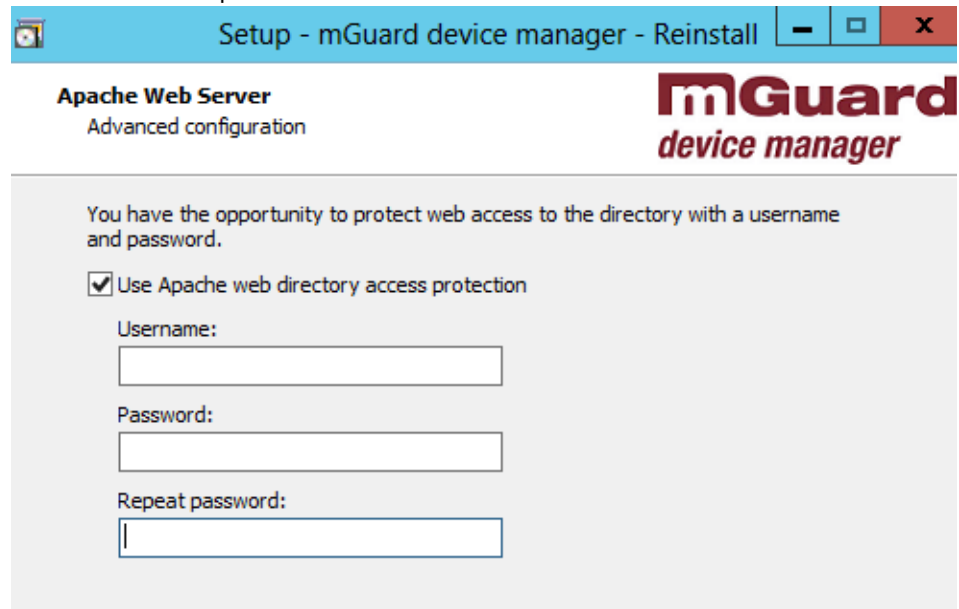 Setup - mGuard device manager - Reinstall
Apache Web Server
Advanced configuration
mGuard
device manager
You have the opportunity to protect web access to the directory with a username
and password.
Use Apache web directory access protection
Username:
Password:
Repeat password: